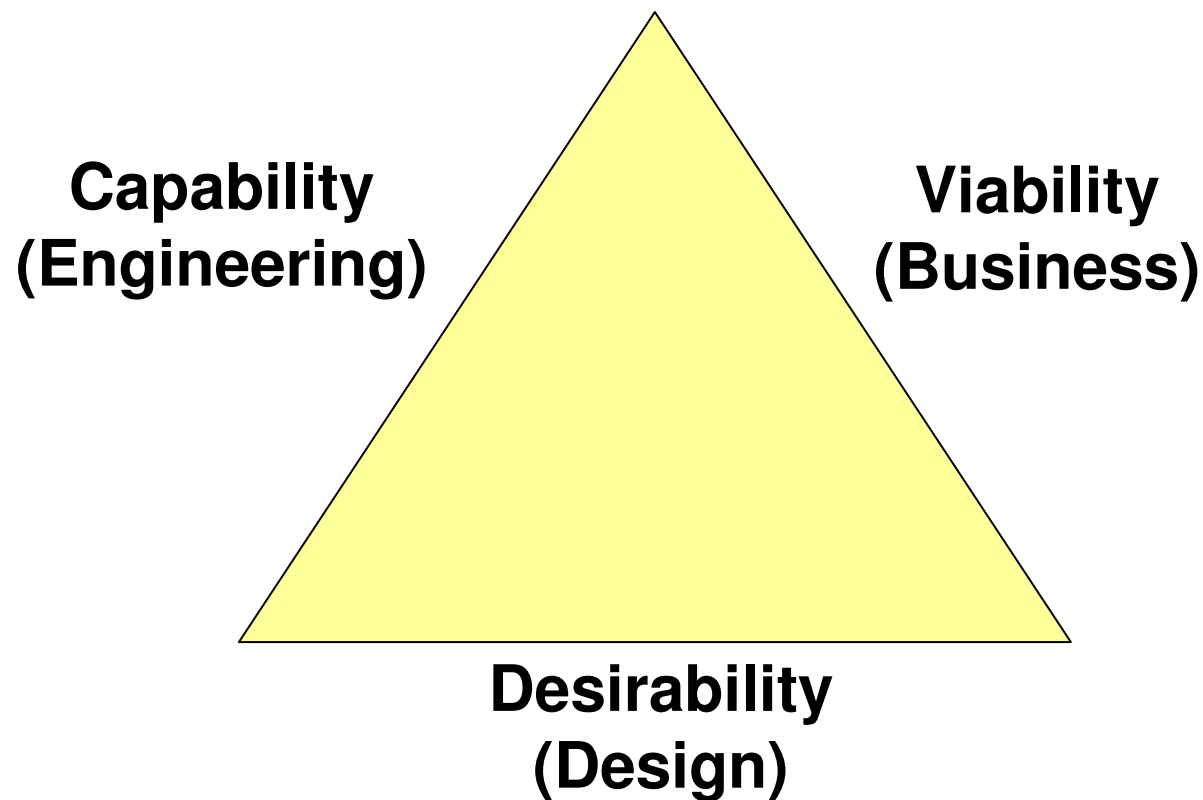 Capability
(Engineering)
Viability
(Business)
Desirability
(Design)